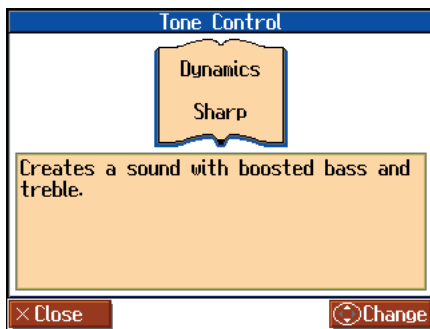 Tone Control
Dynamics
Sharp
Creates a sound with boosted bass and
treble.
× Close
Change